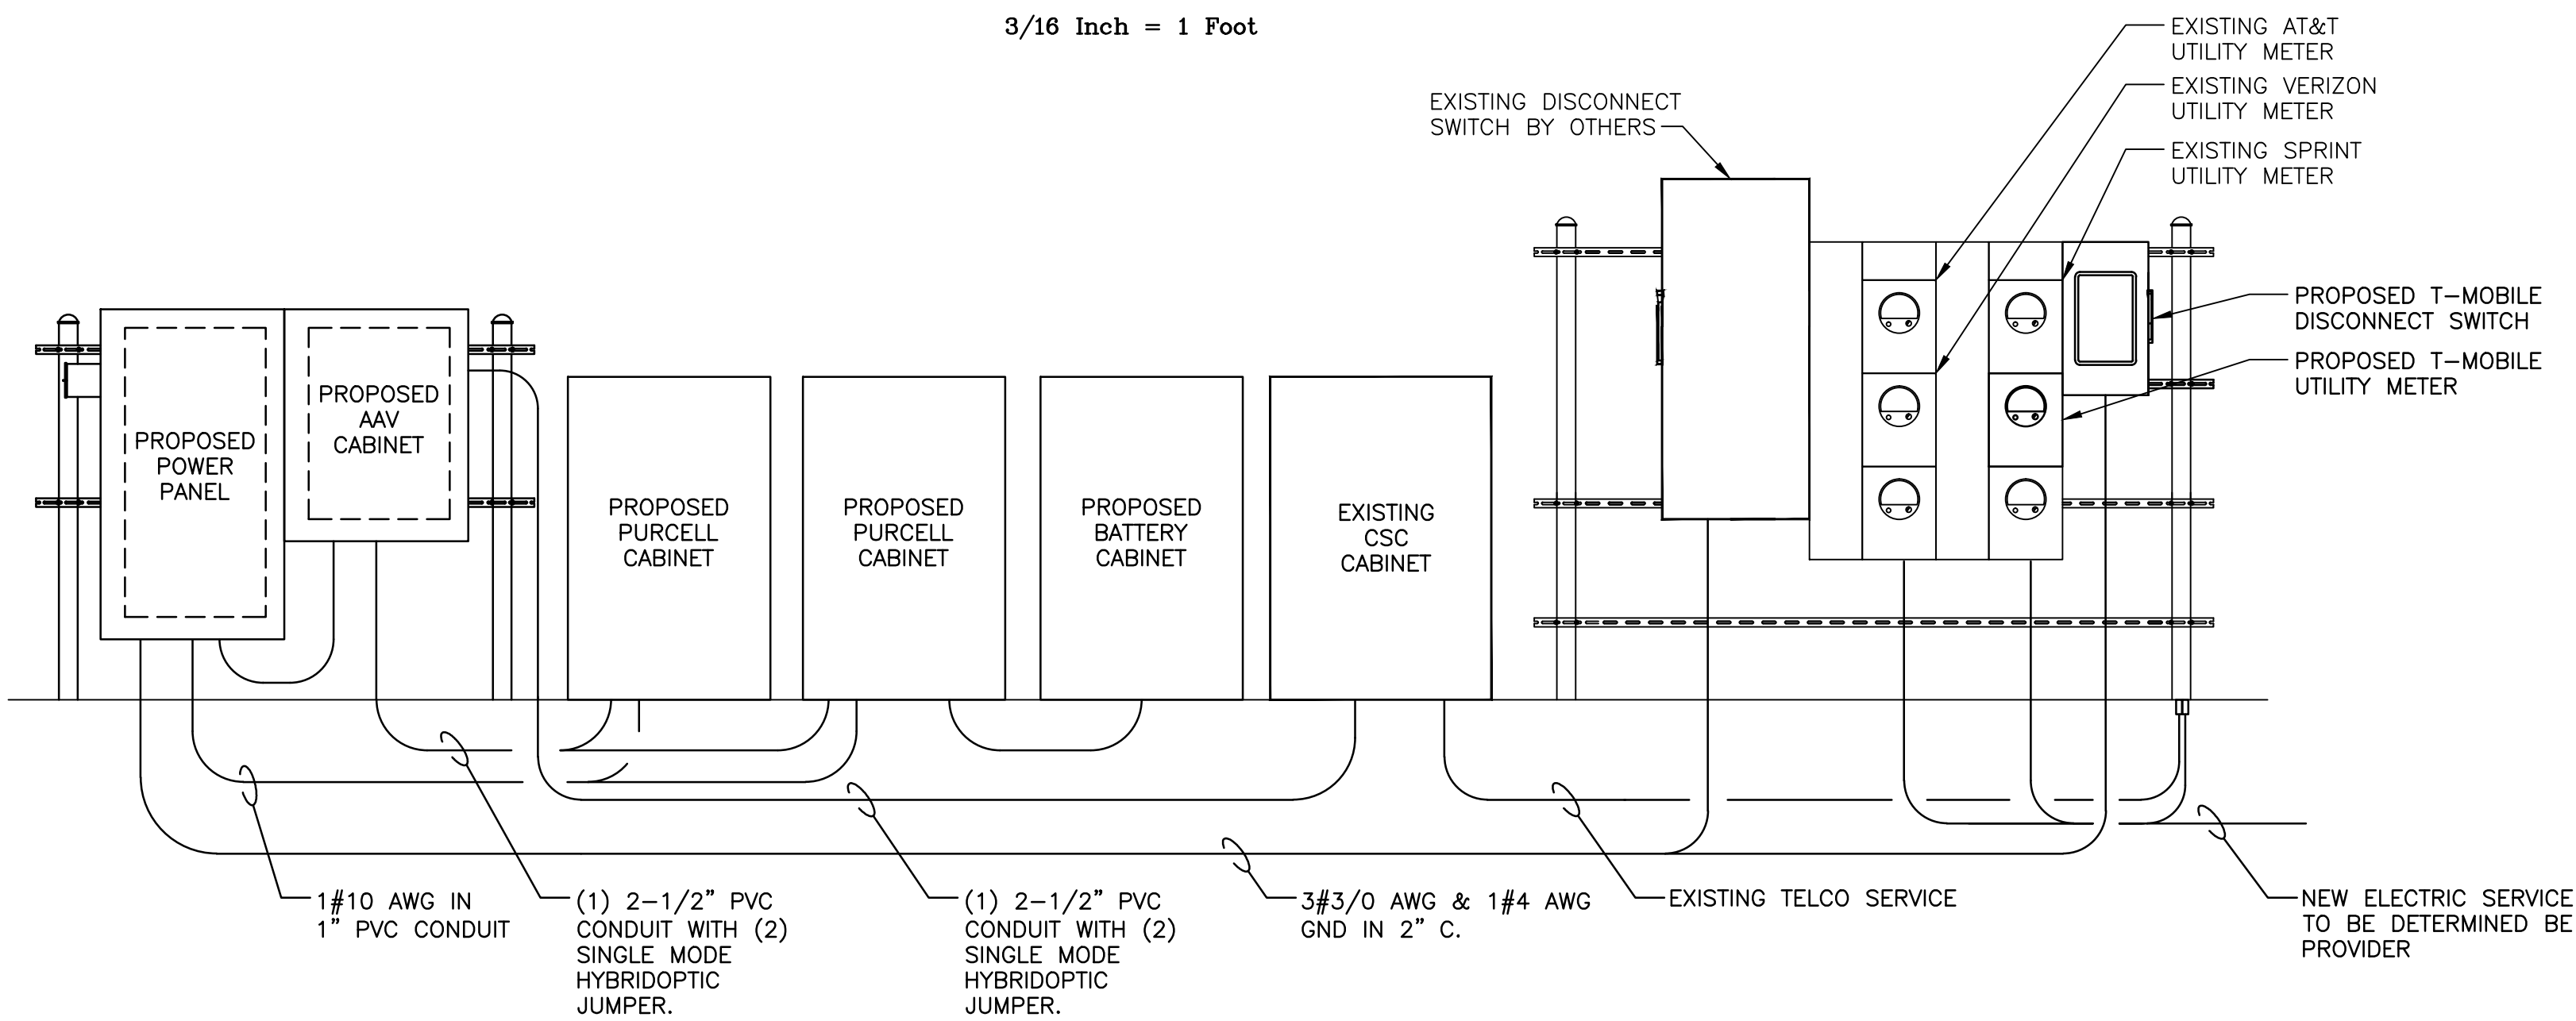 3/16 Inch = 1 Foot
EXISTING AT&T
UTILITY METER
EXISTING VERIZON
UTILITY METER
EXISTING DISCONNECT
SWITCH BY OTHERS
EXISTING SPRINT
UTILITY METER
PROPOSED T-MOBILE
DISCONNECT SWITCH
PROPOSED T-MOBILE
UTILITY METER
PROPOSED
POWER
PANEL
PROPOSED
AAV
CABINET
PROPOSED
PURCELL
CABINET
PROPOSED
PURCELL
CABINET
PROPOSED
BATTERY
CABINET
EXISTING
CSC
CABINET
1#10 AWG IN
1" PVC CONDUIT
(1) 2-1/2" PVC
CONDUIT WITH (2)
SINGLE MODE
HYBRIDOPTIC
JUMPER.
(1) 2-1/2" PVC
CONDUIT WITH (2)
SINGLE MODE
HYBRIDOPTIC
JUMPER.
3#3/0 AWG & 1#4 AWG
GND IN 2" C.
EXISTING TELCO SERVICE
NEW ELECTRIC SERVICE
TO BE DETERMINED BE
PROVIDER